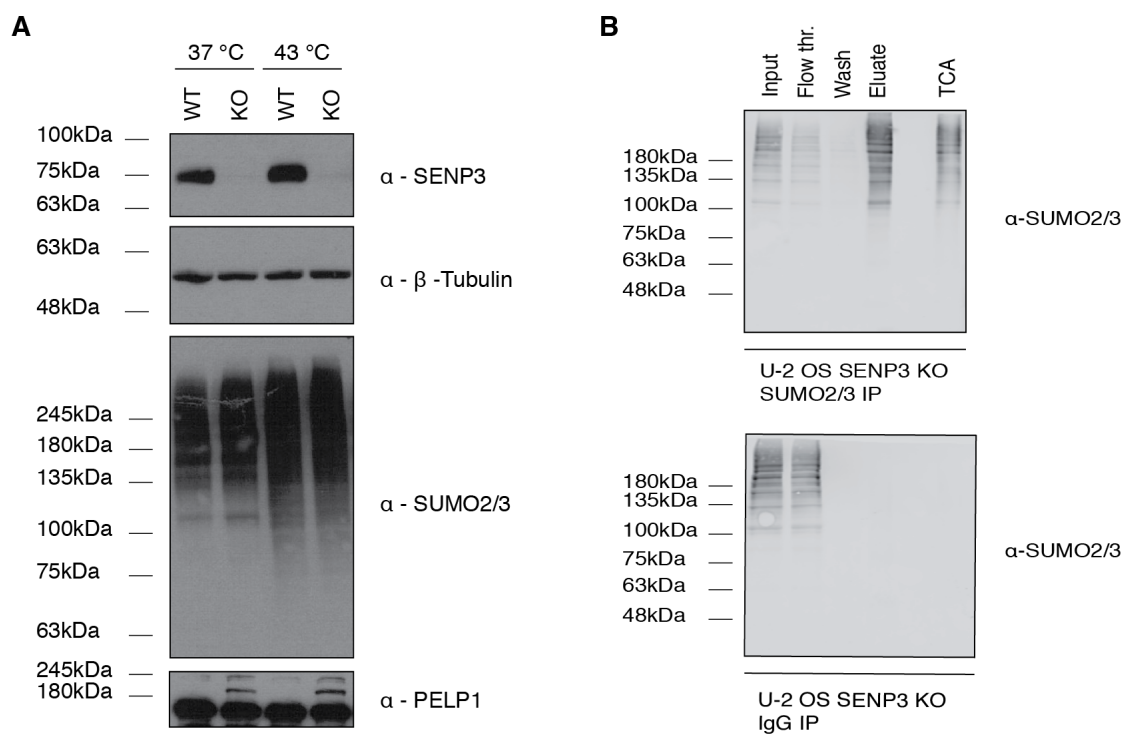 A
37 °C 43 °C
WT KO WT KO
100kDa
75kDa
63kDa
α - SENP3
63kDa
48kDa
α - β -Tubulin
245kDa
180kDa
135kDa
100kDa
75kDa
63kDa
α - SUMO2/3
245kDa
180kDa
α - PELP1
B
Input Flow thr. Wash Eluate TCA
180kDa
135kDa
100kDa
75kDa
63kDa
48kDa
α-SUMO2/3
U-2 OS SENP3 KO
SUMO2/3 IP
180kDa
135kDa
100kDa
75kDa
63kDa
48kDa
α-SUMO2/3
U-2 OS SENP3 KO
IgG IP